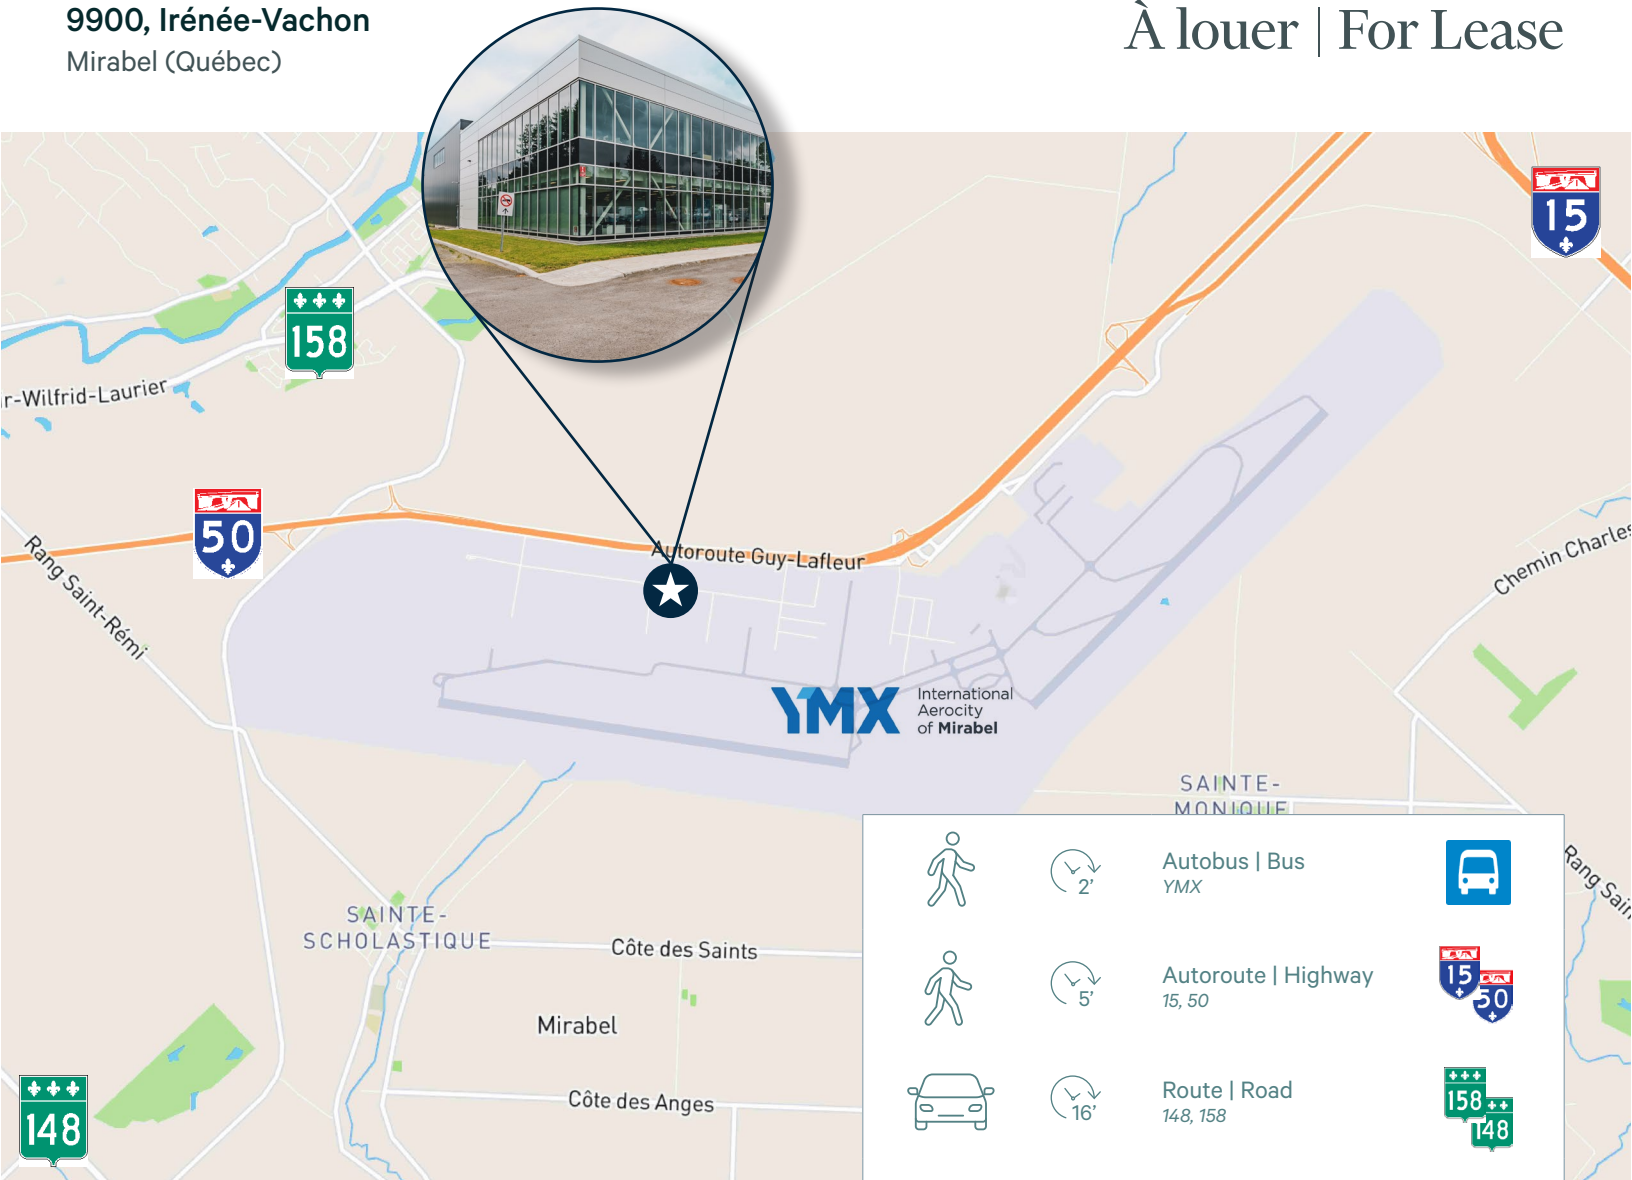 9900, Irénée-Vachon
Mirabel (Québec)
À louer | For Lease
15
158
r-Wilfrid-Laurier
50
Rang Saint-Rémi
Autoroute Guy-Lafleur
Chemin Charles
YMX International
Aerocity
of Mirabel
SAINTE-
MONIQUE
Rang Sain
SAINTE-
SCHOLASTIQUE
Côte des Saints
Mirabel
Côte des Anges
148
2'
Autobus | Bus
YMX
5'
Autoroute | Highway
15, 50
15
50
16'
Route | Road
148, 158
158
148